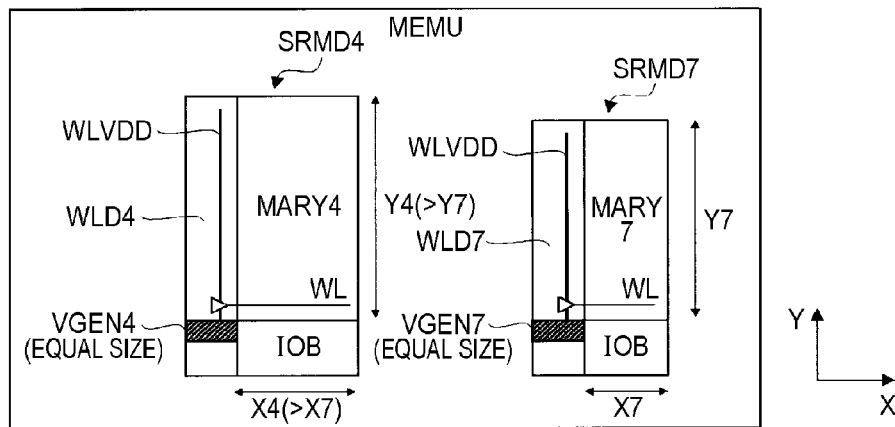 MEMU
SRMD4
SRMD7
WLVDD
WLVDD
WLD4
MARY4
Y4(>Y7)
MARY
7
Y7
WLD7
WL
WL
VGEN4
(EQUAL SIZE)
IOB
VGEN7
(EQUAL SIZE)
IOB
Y
X4(>X7)
X7
X